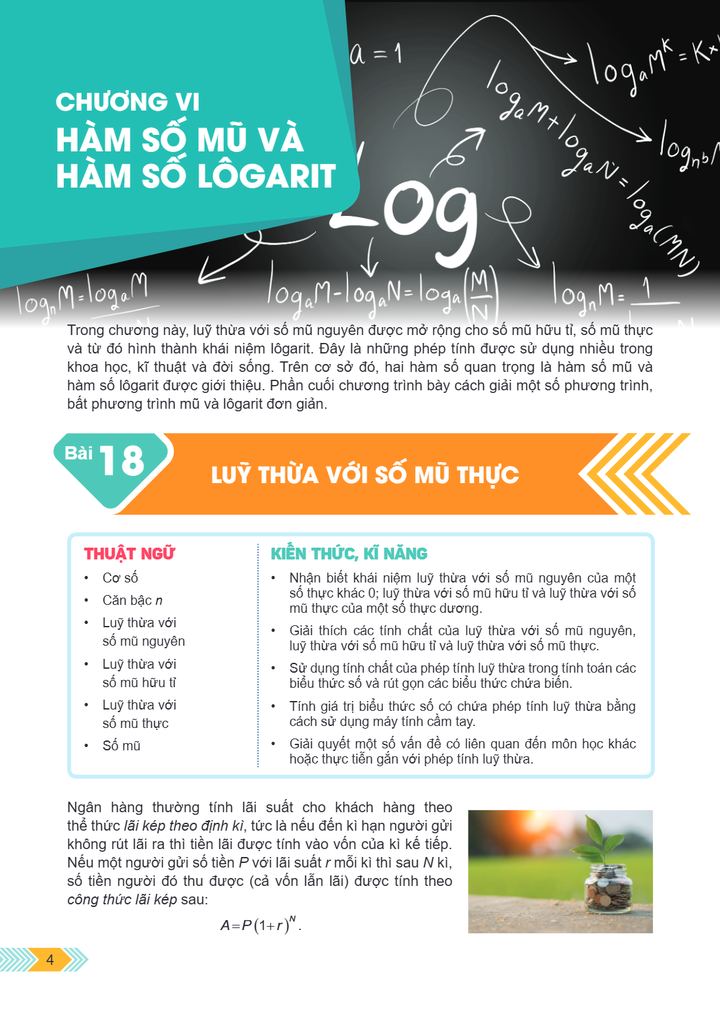 CHƯƠNG VI
HÀM SỐ MŨ VÀ
HÀM SỐ LÔGARIT
a = 1
logₐMᴷ = K×
logₐM + logₐN = logₐ(MN)
Log
logₙM = logₐM
logₐM - logₐN = logₐ(M/N)
logₙM = 1
Trong chương này, luỹ thừa với số mũ nguyên được mở rộng cho số mũ hữu tỉ, số mũ thực
và từ đó hình thành khái niệm lôgarit. Đây là những phép tính được sử dụng nhiều trong
khoa học, kĩ thuật và đời sống. Trên cơ sở đó, hai hàm số quan trọng là hàm số mũ và
hàm số lôgarit được giới thiệu. Phần cuối chương trình bày cách giải một số phương trình,
bất phương trình mũ và lôgarit đơn giản.
Bài 18
LUỸ THỪA VỚI SỐ MŨ THỰC
THUẬT NGỮ
• Cơ số
• Căn bậc n
• Luỹ thừa với
số mũ nguyên
• Luỹ thừa với
số mũ hữu tỉ
• Luỹ thừa với
số mũ thực
• Số mũ
KIẾN THỨC, KĨ NĂNG
• Nhận biết khái niệm luỹ thừa với số mũ nguyên của một
số thực khác 0; luỹ thừa với số mũ hữu tỉ và luỹ thừa với số
mũ thực của một số thực dương.
• Giải thích các tính chất của luỹ thừa với số mũ nguyên,
luỹ thừa với số mũ hữu tỉ và luỹ thừa với số mũ thực.
• Sử dụng tính chất của phép tính luỹ thừa trong tính toán các
biểu thức số và rút gọn các biểu thức chứa biến.
• Tính giá trị biểu thức số có chứa phép tính luỹ thừa bằng
cách sử dụng máy tính cầm tay.
• Giải quyết một số vấn đề có liên quan đến môn học khác
hoặc thực tiễn gắn với phép tính luỹ thừa.
Ngân hàng thường tính lãi suất cho khách hàng theo
thể thức lãi kép theo định kì, tức là nếu đến kì hạn người gửi
không rút lãi ra thì tiền lãi được tính vào vốn của kì kế tiếp.
Nếu một người gửi số tiền P với lãi suất r mỗi kì thì sau N kì,
số tiền người đó thu được (cả vốn lẫn lãi) được tính theo
công thức lãi kép sau:
A=P(1+r)ᴺ.
4